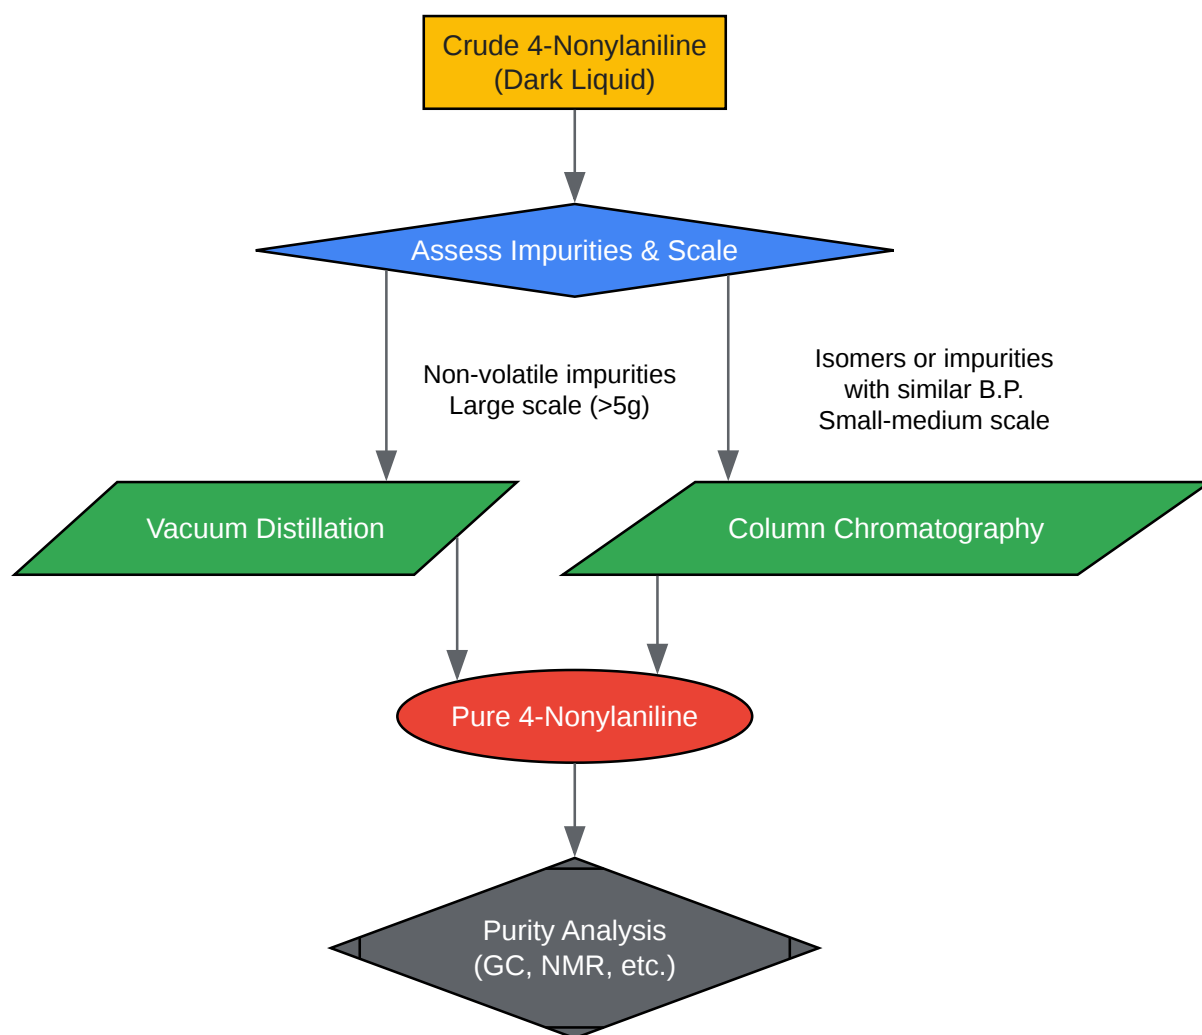 Crude 4-Nonylaniline
(Dark Liquid)
Assess Impurities & Scale
Non-volatile impurities
Large scale (>5g)
Isomers or impurities
with similar B.P.
Small-medium scale
Vacuum Distillation
Column Chromatography
Pure 4-Nonylaniline
Purity Analysis
(GC, NMR, etc.)